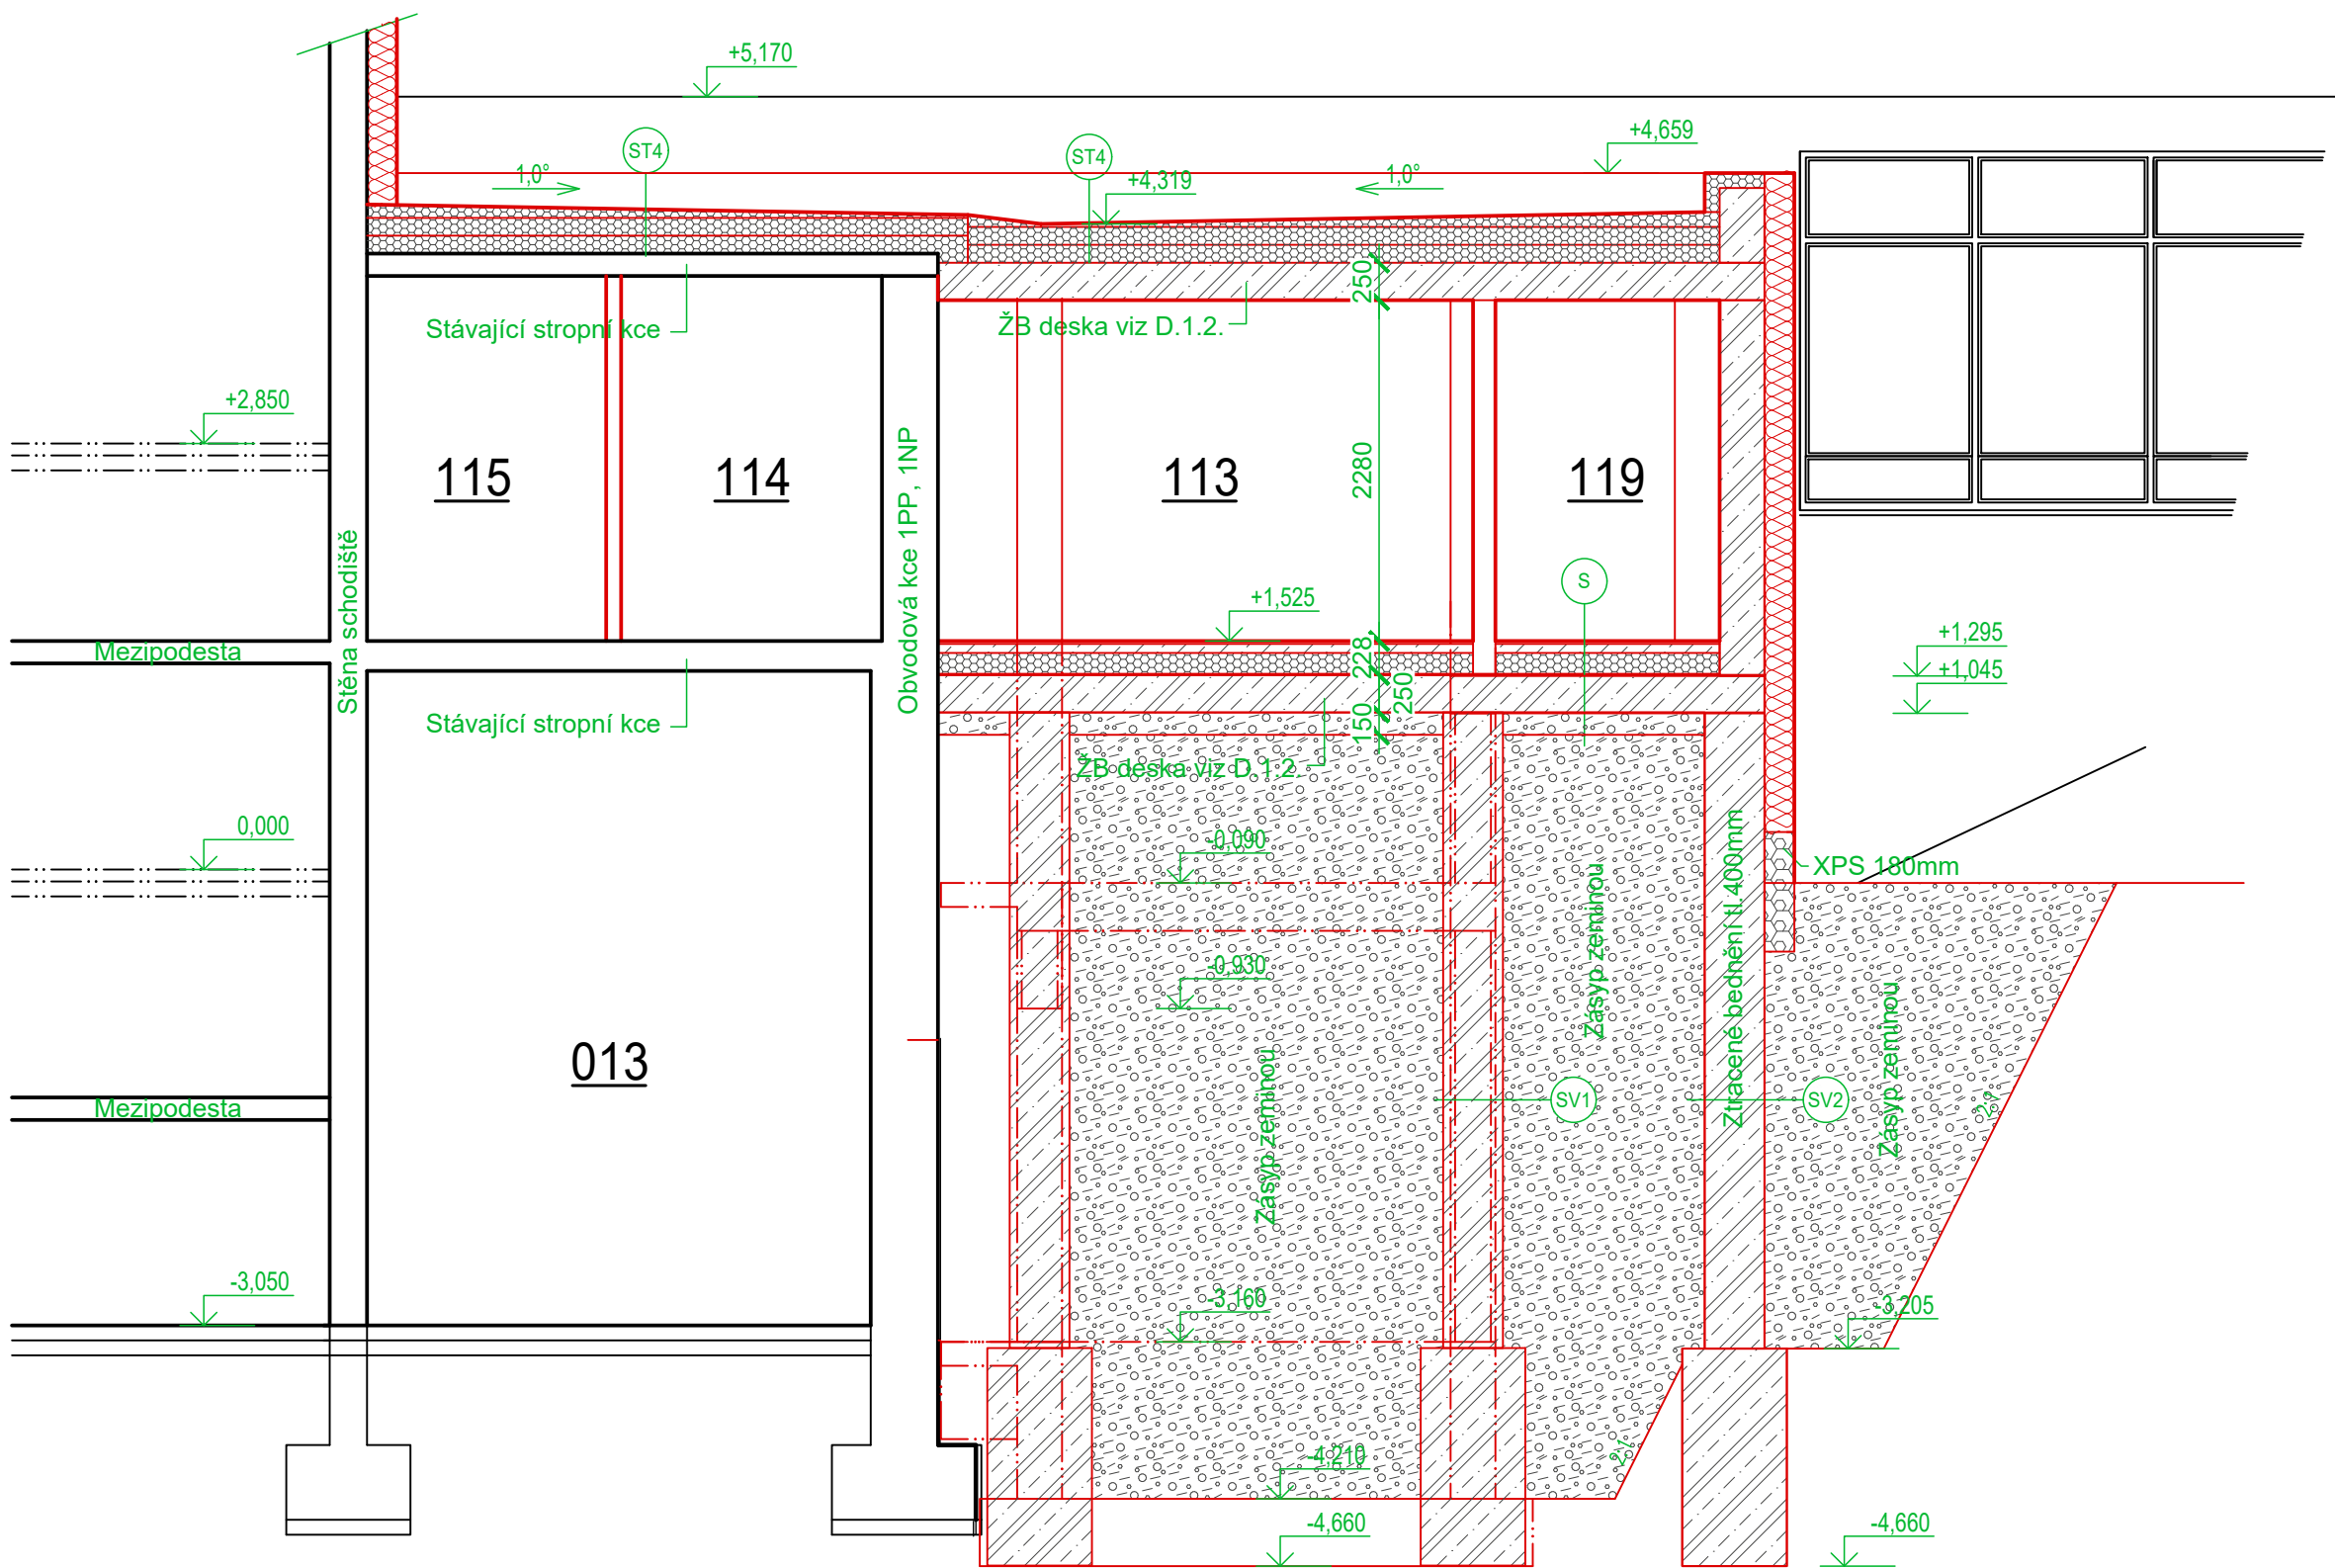 +5,170
+4,659
ST4
ST4
1,0°
+4,319
1,0°
250
Stávající stropní kce
ŽB deska viz D.1.2.
+2,850
115
114
Obvodová kce 1PP, 1NP
113
2280
119
Stěna schodiště
S
+1,525
Mezipodesta
228
+1,295
+1,045
250
150
Stávající stropní kce
ŽB deska viz D.1.2.
0,000
-0,090
Zásyp zeminou
Ztracené bednění tl.400mm
XPS 180mm
-0,930
Zásyp zeminou
013
Zásyp zeminou
Mezipodesta
SV1
SV2
2:1
-3,050
-3,160
-3,205
2:1
-4,210
-4,660
-4,660